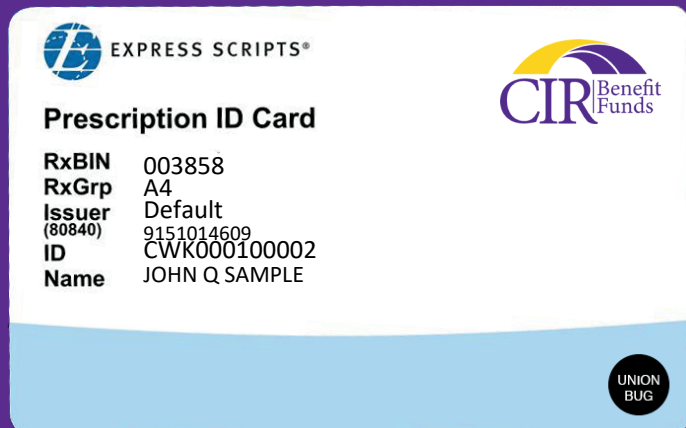 EXPRESS SCRIPTS®
CIR Benefit Funds
Prescription ID Card
RxBIN 003858
RxGrp A4
Issuer Default
(80840) 9151014609
ID CWK000100002
Name JOHN Q SAMPLE
UNION
BUG